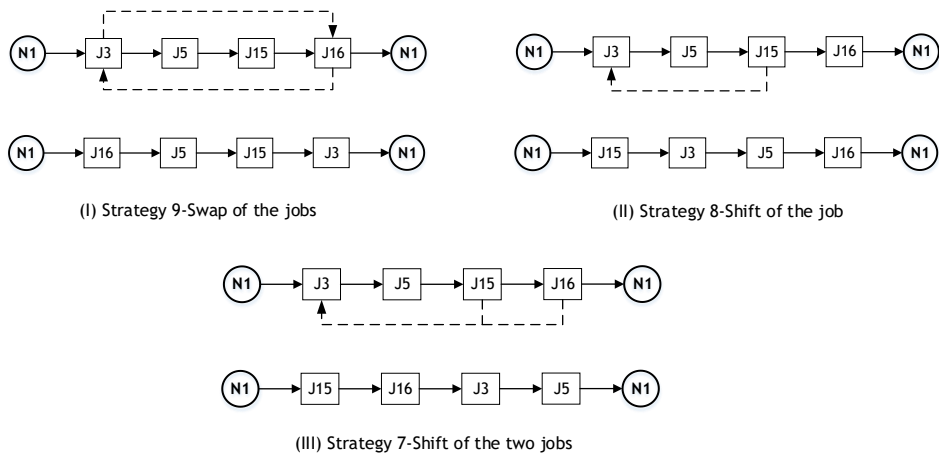 N1 J3 J5 J15 J16 N1
N1 J16 J5 J15 J3 N1
(I) Strategy 9-Swap of the jobs
N1 J3 J5 J15 J16 N1
N1 J15 J3 J5 J16 N1
(II) Strategy 8-Shift of the job
N1 J3 J5 J15 J16 N1
N1 J15 J16 J3 J5 N1
(III) Strategy 7-Shift of the two jobs